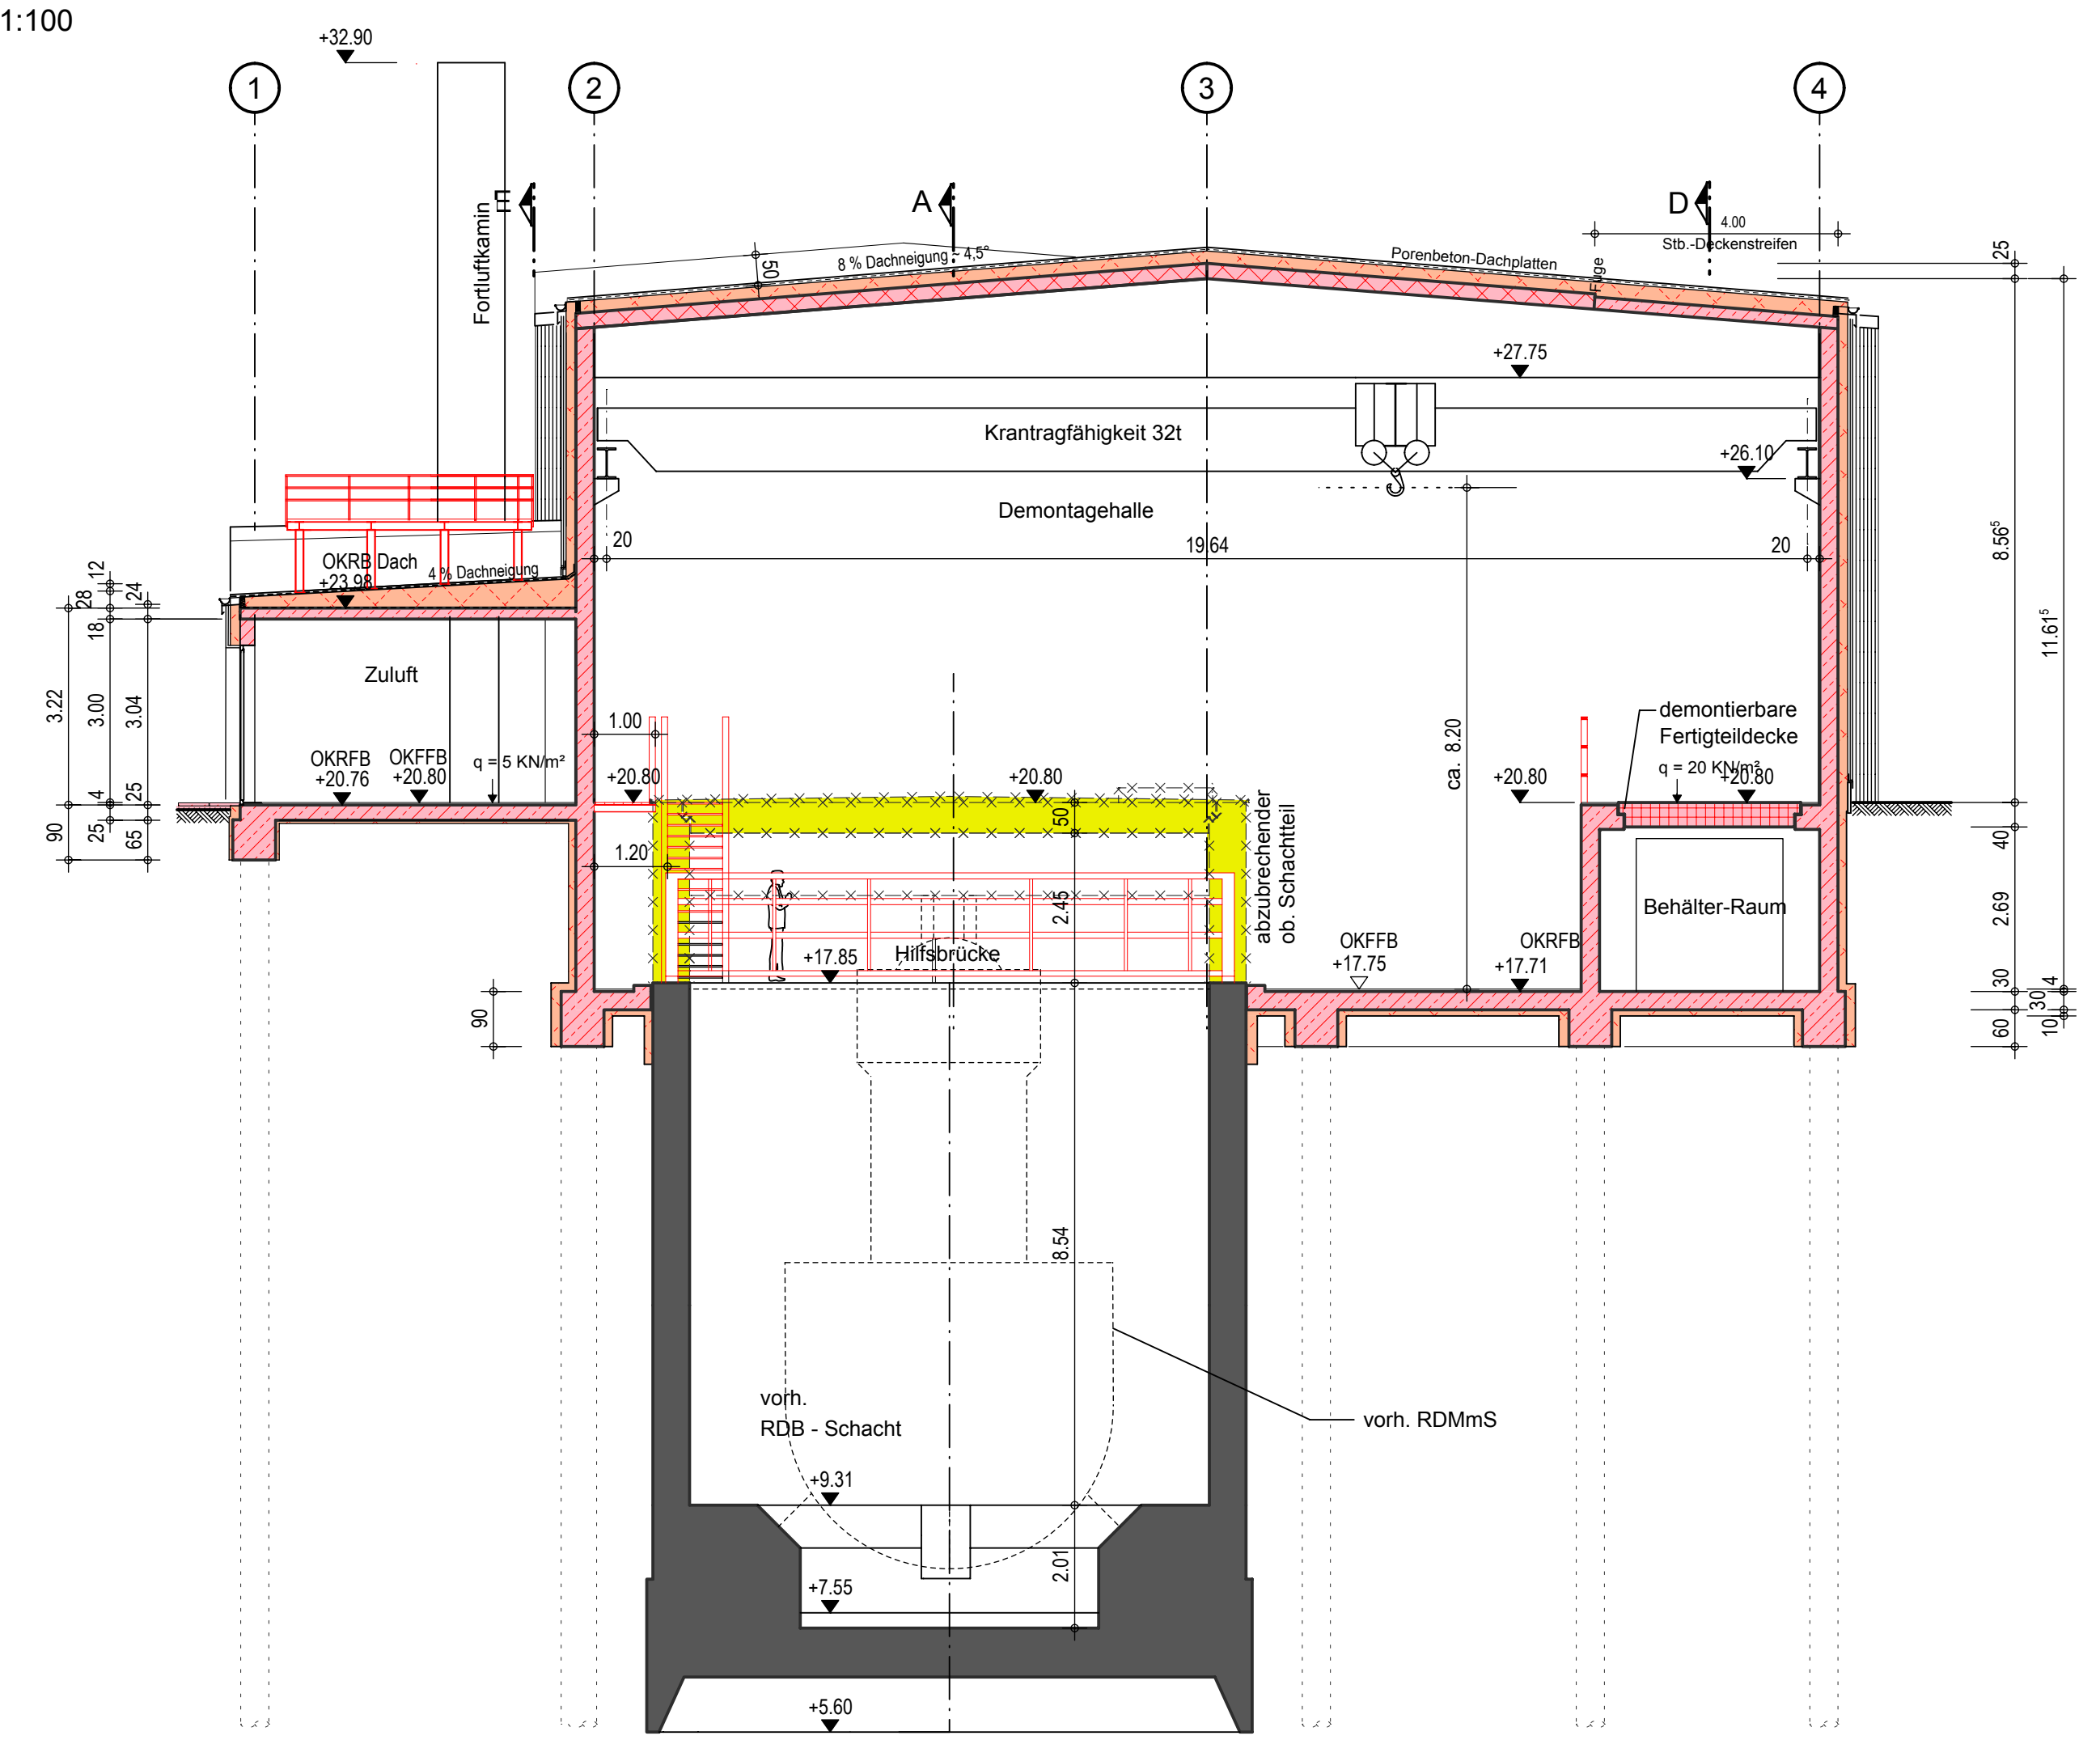 1:100
+32.90
1
2
3
4
E
A
D
4.00
Stb.-Deckenstreifen
25
Fortluftkamin
50
8 % Dachneigung ~ 4,5°
Porenbeton-Dachplatten
Fuge
+27.75
Krantragfähigkeit 32t
+26.10
Demontagehalle
20
19.64
20
8.56⁵
11.61⁵
OKRB Dach
+23.98
4 % Dachneigung
12
28
24
18
Zuluft
3.22
3.00
3.04
1.00
ca. 8.20
demontierbare
Fertigteildecke
q = 20 KN/m²
+20.80
OKRFB
+20.76
OKFFB
+20.80
q = 5 KN/m²
+20.80
+20.80
+20.80
4
25
90
25
65
50
1.20
2.45
abzubrechender
ob. Schachtteil
40
Behälter-Raum
2.69
Hilfsbrücke
+17.85
OKFFB
+17.75
OKRFB
+17.71
30
4
30
60
10
90
8.54
vorh.
RDB - Schacht
vorh. RDMmS
+9.31
2.01
+7.55
+5.60